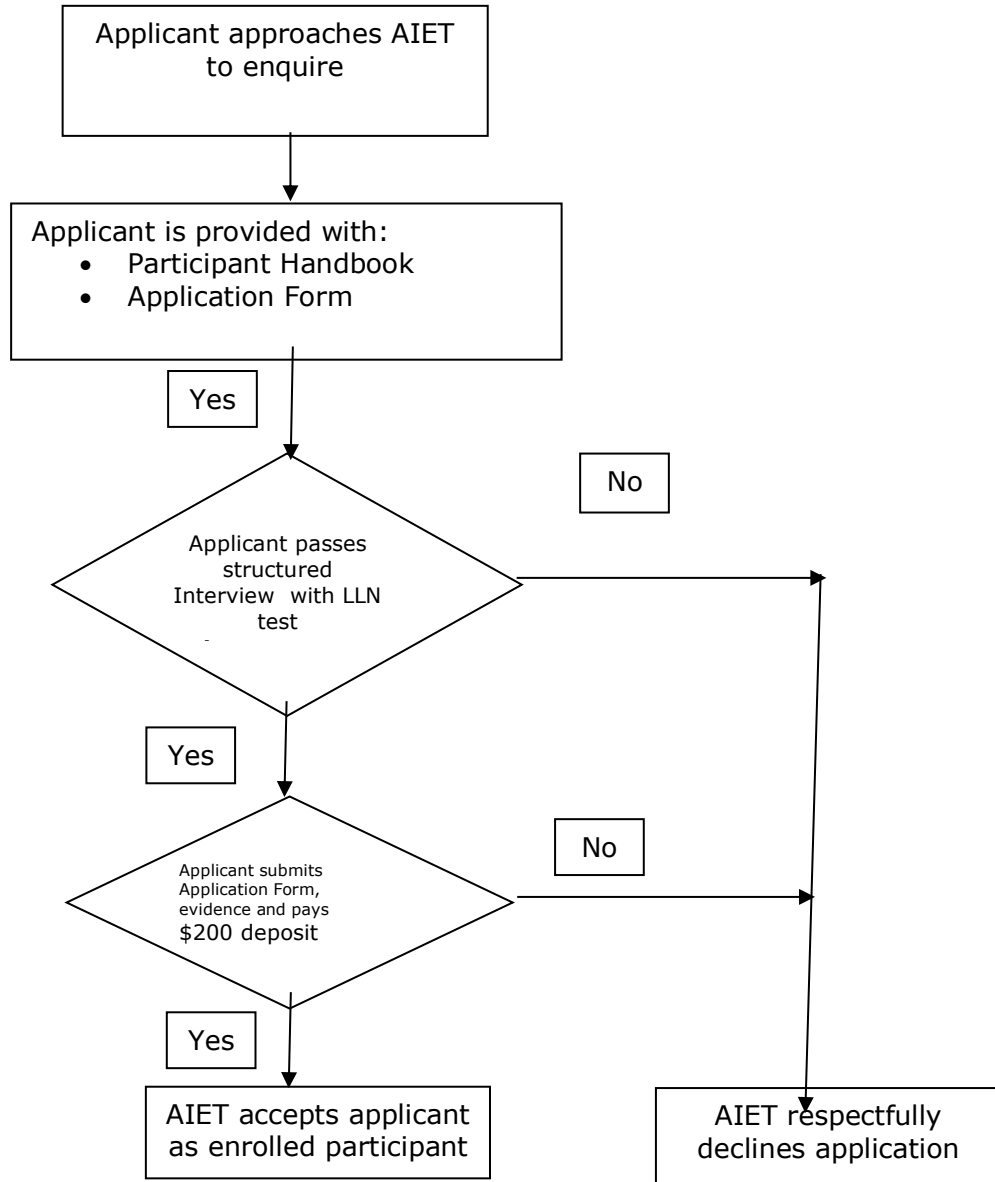 Applicant approaches AIET
to enquire
Applicant is provided with:
• Participant Handbook
• Application Form
Yes
No
Applicant passes
structured
Interview with LLN
test
Yes
No
Applicant submits
Application Form,
evidence and pays
$200 deposit
Yes
AIET accepts applicant
as enrolled participant
AIET respectfully
declines application